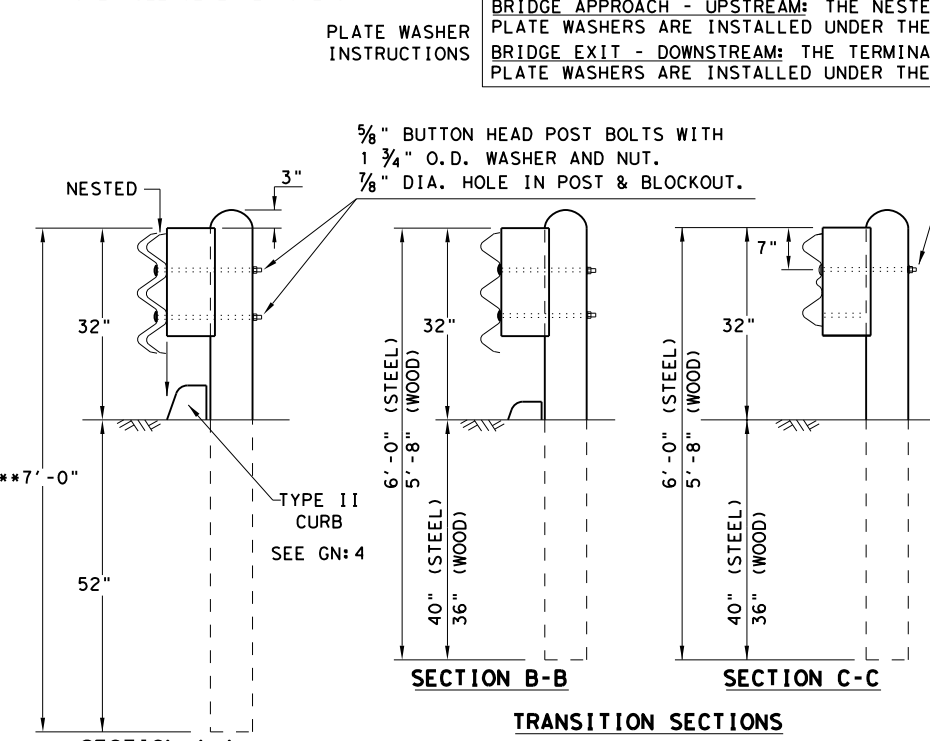 BRIDGE APPROACH - UPSTREAM: THE NESTE
PLATE WASHERS ARE INSTALLED UNDER THE
BRIDGE EXIT - DOWNSTREAM: THE TERMINA
PLATE WASHERS ARE INSTALLED UNDER THE
PLATE WASHER
INSTRUCTIONS
⅝" BUTTON HEAD POST BOLTS WITH
1 ¾" O.D. WASHER AND NUT.
⅞" DIA. HOLE IN POST & BLOCKOUT.
NESTED
3"
32"
**7'-0"
52"
TYPE II
CURB
SEE GN: 4
32"
6'-0" (STEEL)
5'-8" (WOOD)
40" (STEEL)
36" (WOOD)
SECTION B-B
7"
32"
6'-0" (STEEL)
5'-8" (WOOD)
40" (STEEL)
36" (WOOD)
SECTION C-C
TRANSITION SECTIONS